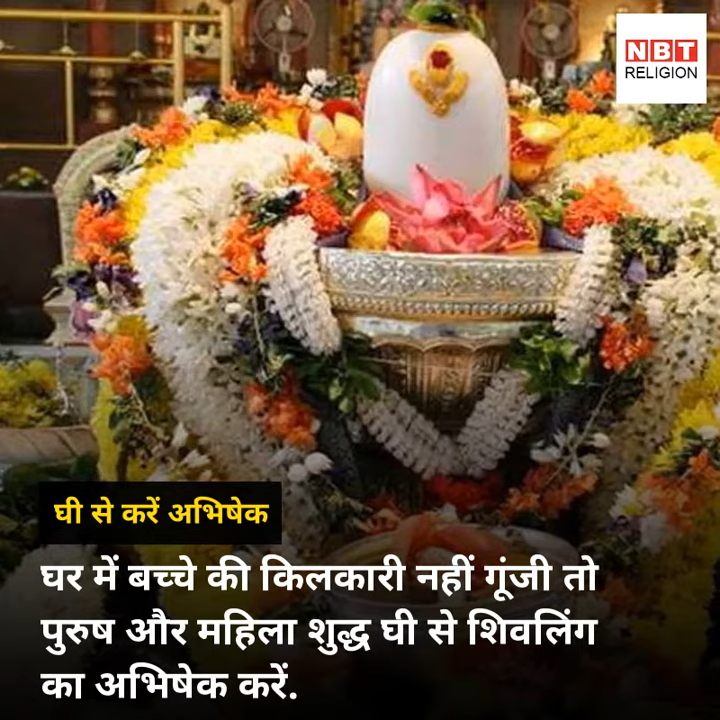 NBT
RELIGION
घी से करें अभिषेक
घर में बच्चे की किलकारी नहीं गूंजी तो
पुरुष और महिला शुद्ध घी से शिवलिंग
का अभिषेक करें.